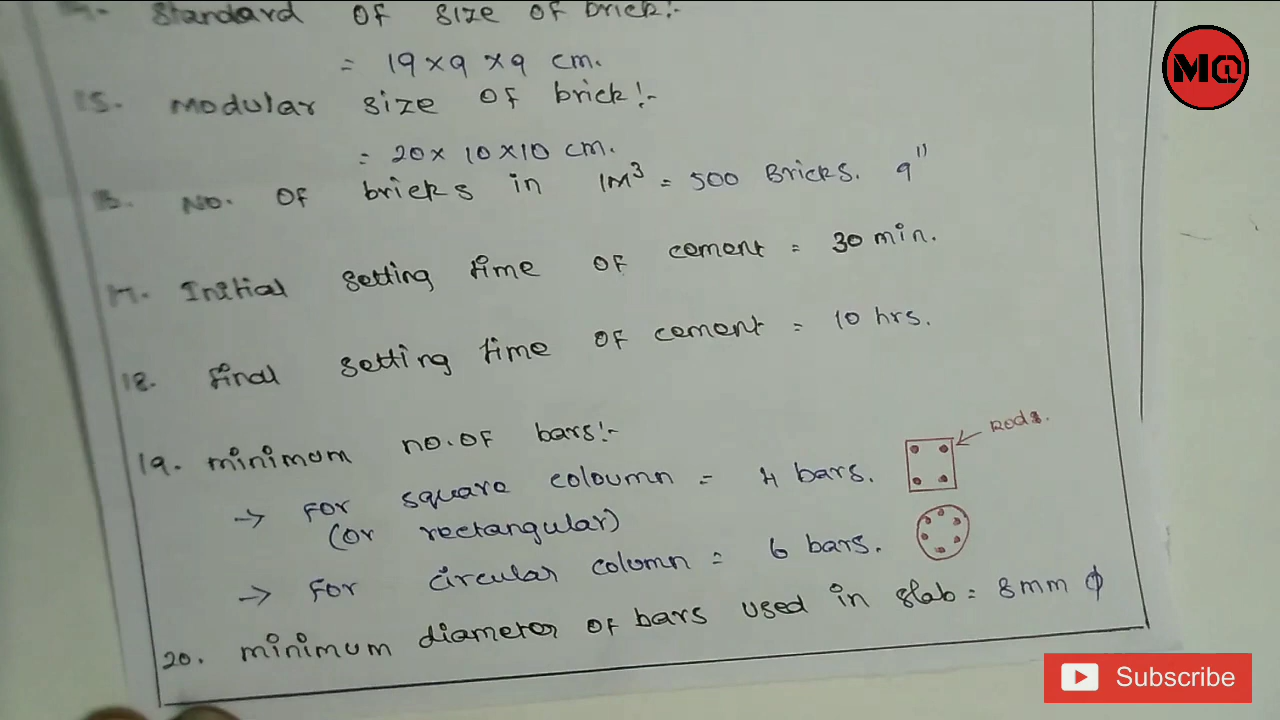 Standard of size of brick:-
= 19×9×9 cm.
15. Modular size of brick:-
= 20×10×10 cm.
No. of bricks in 1M³ = 500 Bricks. 9"
17. Initial setting time of cement = 30 min.
18. final setting time of cement = 10 hrs.
19. minimum no. of bars:-
→ For square coloumn = 4 bars.
Rods.
(or rectangular)
→ For circular column = 6 bars.
20. minimum diameter of bars used in slab = 8mm ϕ
M@
Subscribe